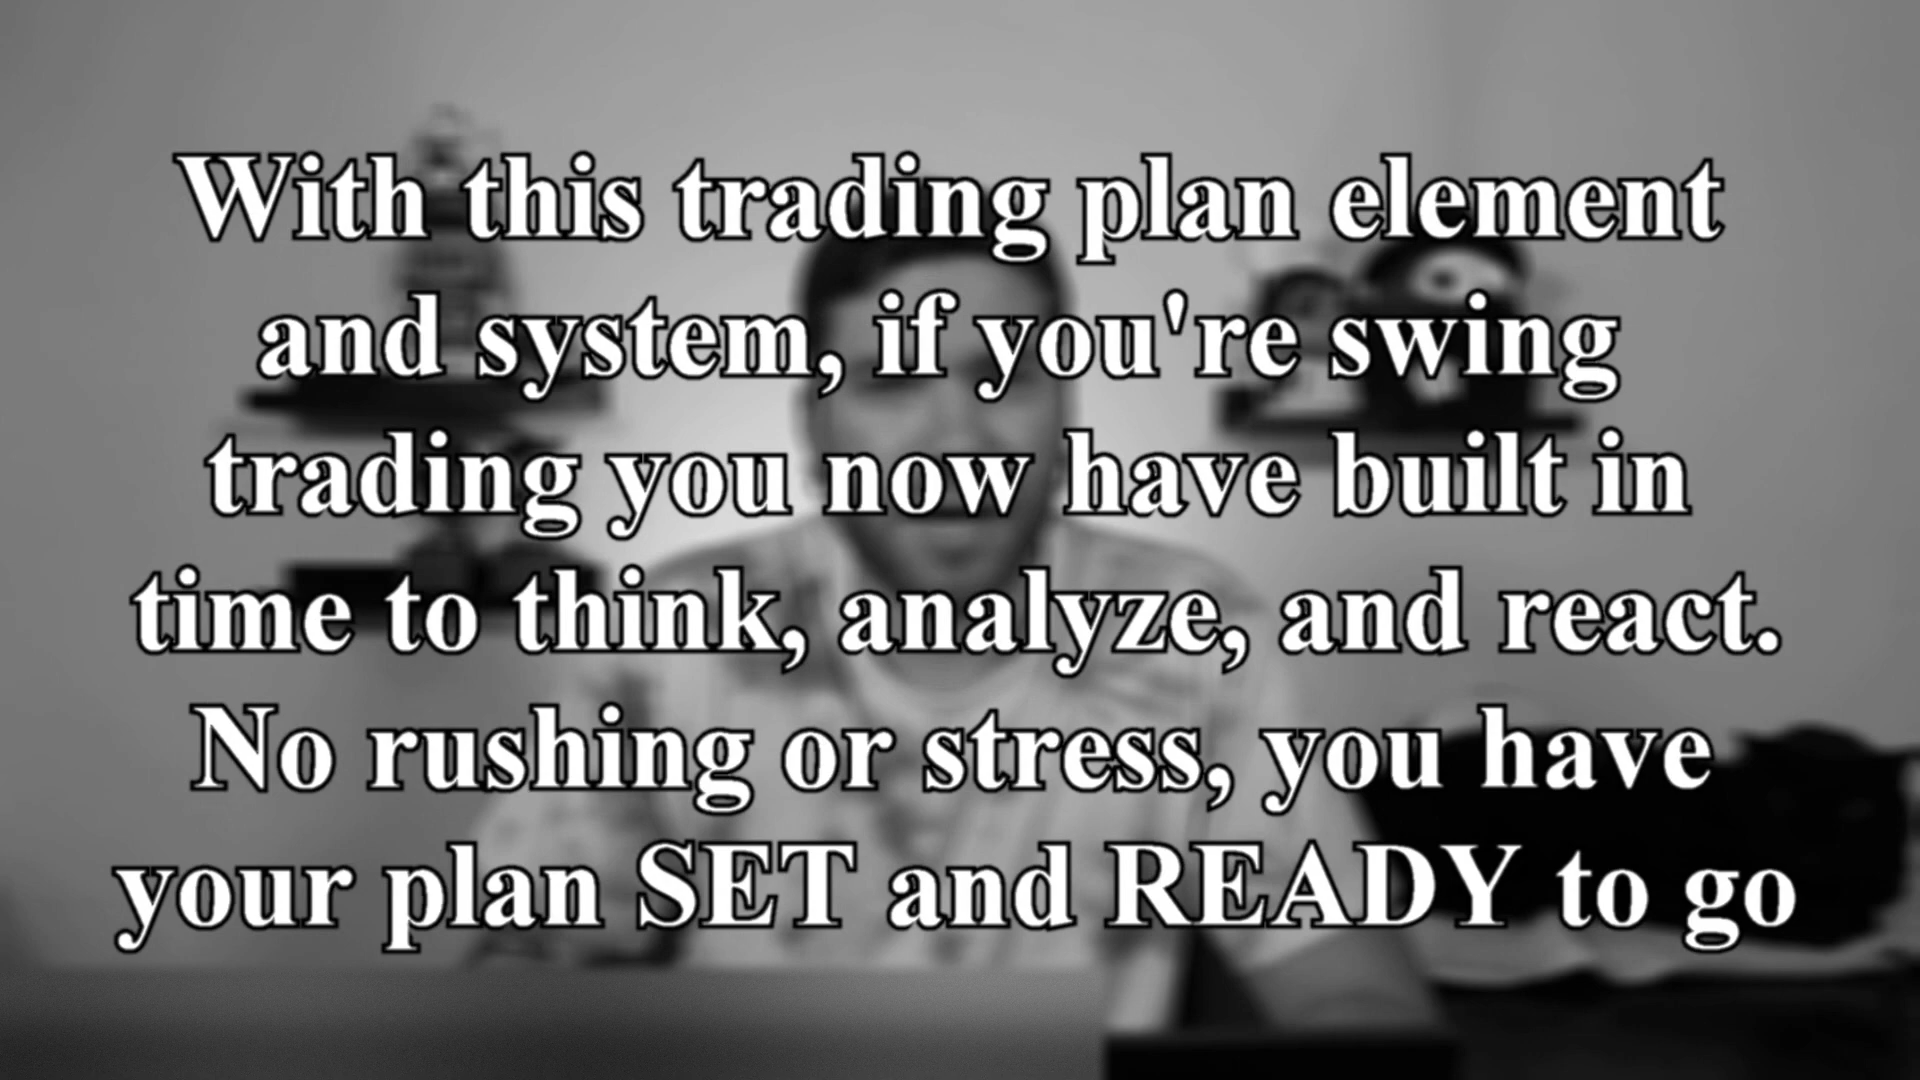 With this trading plan element
and system, if you're swing
trading you now have built in
time to think, analyze, and react.
No rushing or stress, you have
your plan SET and READY to go